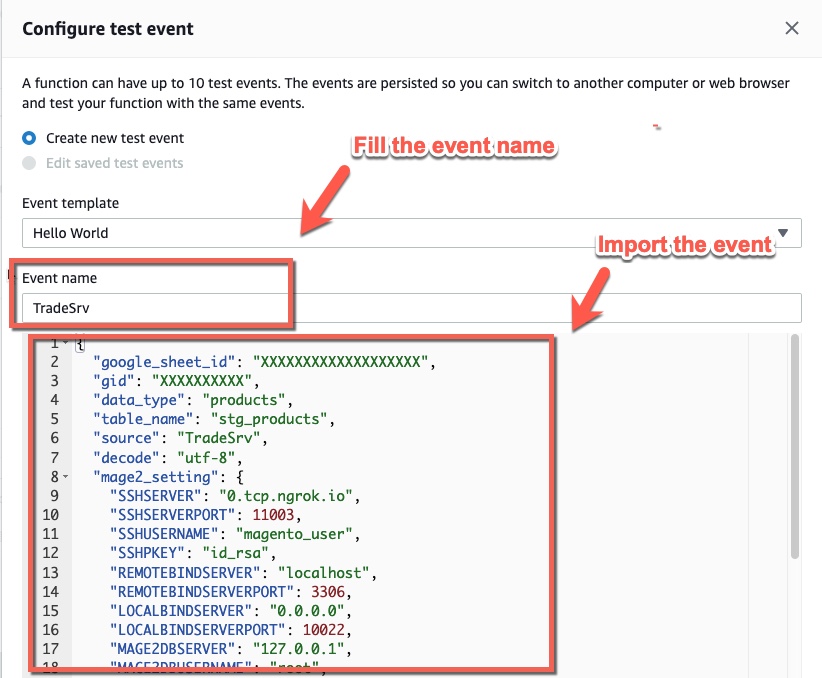 Configure test event
A function can have up to 10 test events. The events are persisted so you can switch to another computer or web browser
and test your function with the same events.
Create new test event
Fill the event name
Edit saved test events
Event template
Hello World
Import the event
Event name
TradeSrv
1 {
2 "google_sheet_id": "XXXXXXXXXXXXXXXXXXX",
3 "gid": "XXXXXXXXXX",
4 "data_type": "products",
5 "table_name": "stg_products",
6 "source": "TradeSrv",
7 "decode": "utf-8",
8 "mage2_setting": {
9 "SSHSERVER": "0.tcp.ngrok.io",
10 "SSHSERVERPORT": 11003,
11 "SSHUSERNAME": "magento_user",
12 "SSHPKEY": "id_rsa",
13 "REMOTEBINDSERVER": "localhost",
14 "REMOTEBINDSERVERPORT": 3306,
15 "LOCALBINDSERVER": "0.0.0.0",
16 "LOCALBINDSERVERPORT": 10022,
17 "MAGE2DBSERVER": "127.0.0.1",
18 "MAGE2DBUSERNAME": "root",